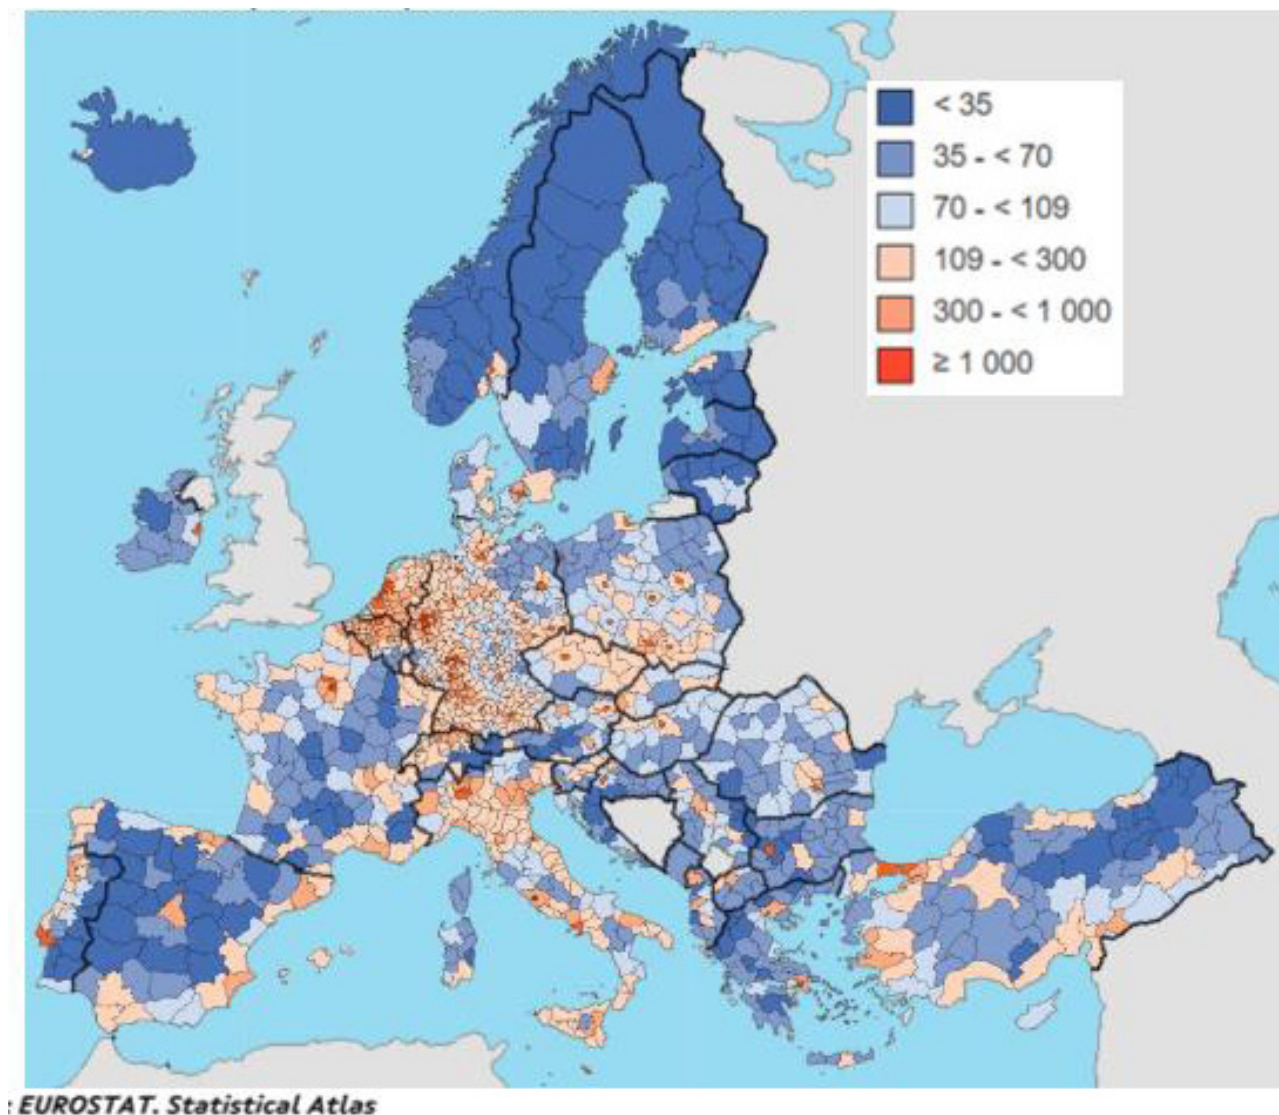 < 35
35 - < 70
70 - < 109
109 - < 300
300 - < 1 000
≥ 1 000
: EUROSTAT. Statistical Atlas